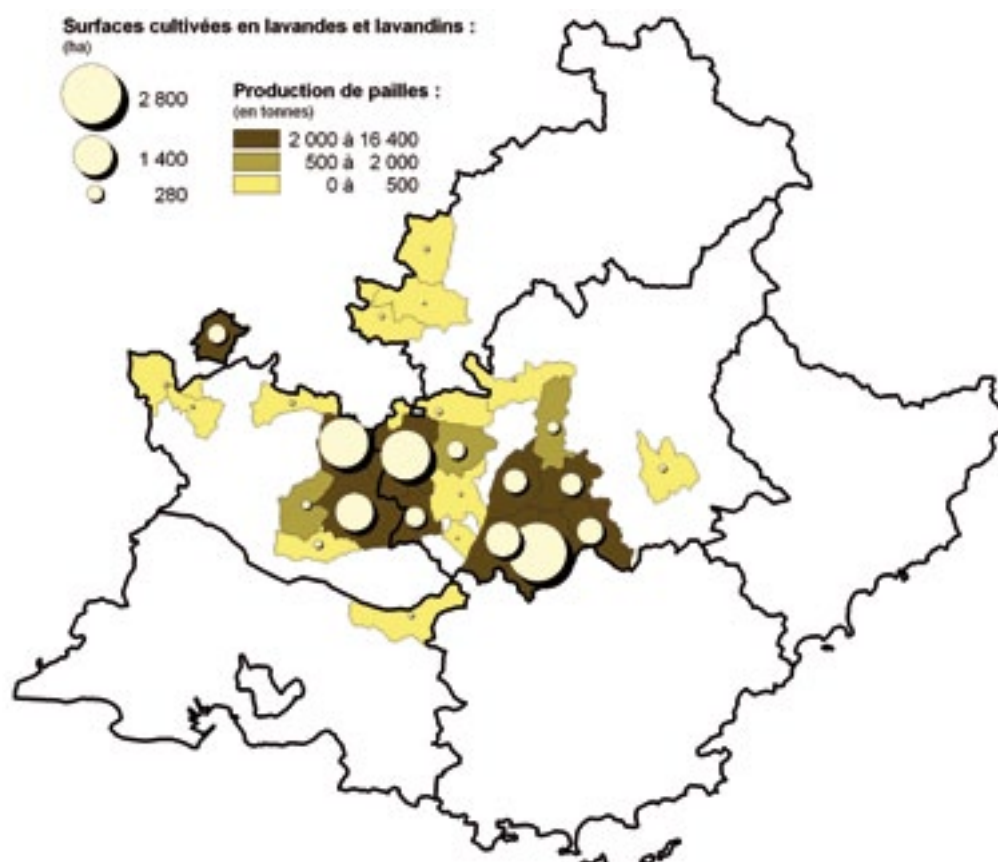 Surfaces cultivées en lavandes et lavandins :
(ha)
2 800
1 400
280
Production de pailles :
(en tonnes)
2 000 à 16 400
500 à 2 000
0 à 500